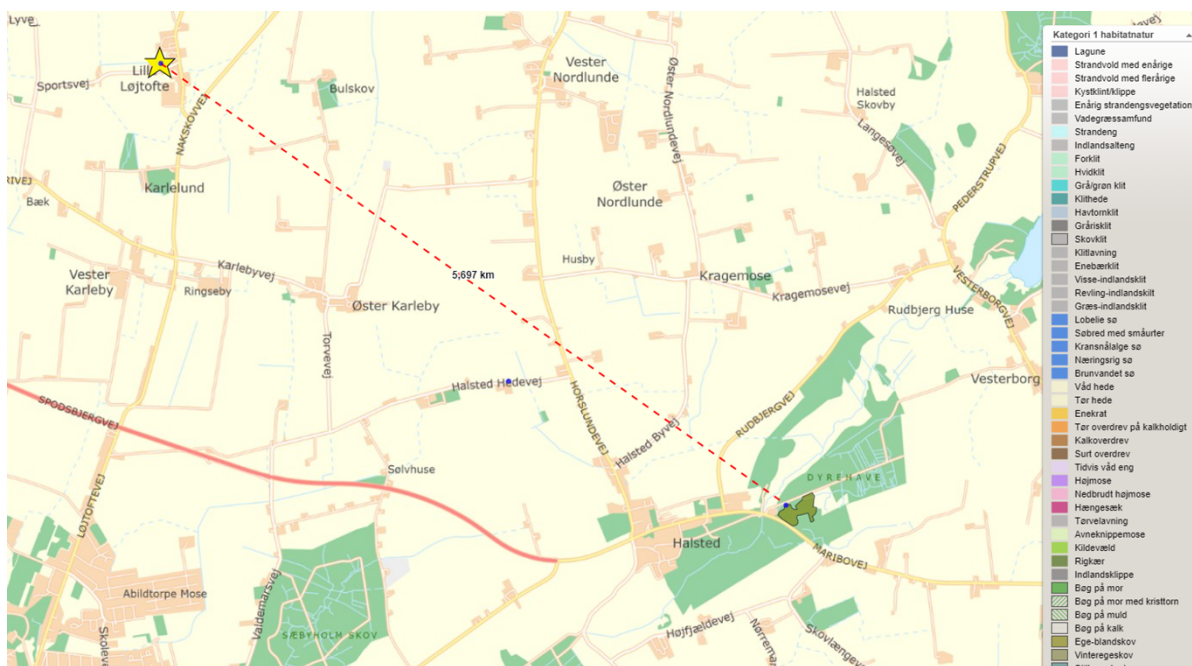 Lyve
Sportsvej
Lill
Løjtofte
NAKSKOVVEJ
Bulskov
Vester
Nordlunde
Øster Nordlundevej
Halsted
Skovby
Langesøvej
PEDERSTRUPVEJ
Karlelund
RIVEJ
Bæk
Øster
Nordlunde
Husby
Kragemose
Kragemosevej
Karlebyvej
Vester
Karleby
Ringseby
Øster Karleby
5,697 km
VESTERBORGVEJ
Rudbjerg Huse
Vesterborg
Torvevej
Halsted Hedevej
HORSLUNDEVEJ
RUDBJERGVEJ
Halsted Byvej
SPODSBJERGVEJ
Sølvhuse
DYREHAVE
LØJTOFTEVEJ
Halsted
MARIBOVEJ
Abildtorpe Mose
Skoleve
Valdemarsvej
SÆBYHOLM SKOV
Højfjældevej
Nørremar
Skovlængevej
Kategori 1 habitatnatur
Lagune
Strandvold med enårige
Strandvold med flerårige
Kystklint/klippe
Enårig strandengsvegetation
Vadegræssamfund
Strandeng
Indlandsalteng
Forklit
Hvidklit
Grå/grøn klit
Klithede
Havtornklit
Grårisklit
Skovklit
Klitlavning
Enebærklit
Visse-indlandsklit
Revling-indlandskilt
Græs-indlandsklit
Lobelie sø
Søbred med småurter
Kransnålalge sø
Næringsrig sø
Brunvandet sø
Våd hede
Tør hede
Enekrat
Tør overdrev på kalkholdigt
Kalkoverdrev
Surt overdrev
Tidvis våd eng
Højmose
Nedbrudt højmose
Hængesæk
Tørvelavning
Avneknippemose
Kildevæld
Rigkær
Indlandsklippe
Bøg på mor
Bøg på mor med kristtorn
Bøg på muld
Bøg på kalk
Ege-blandskov
Vinteregeskov